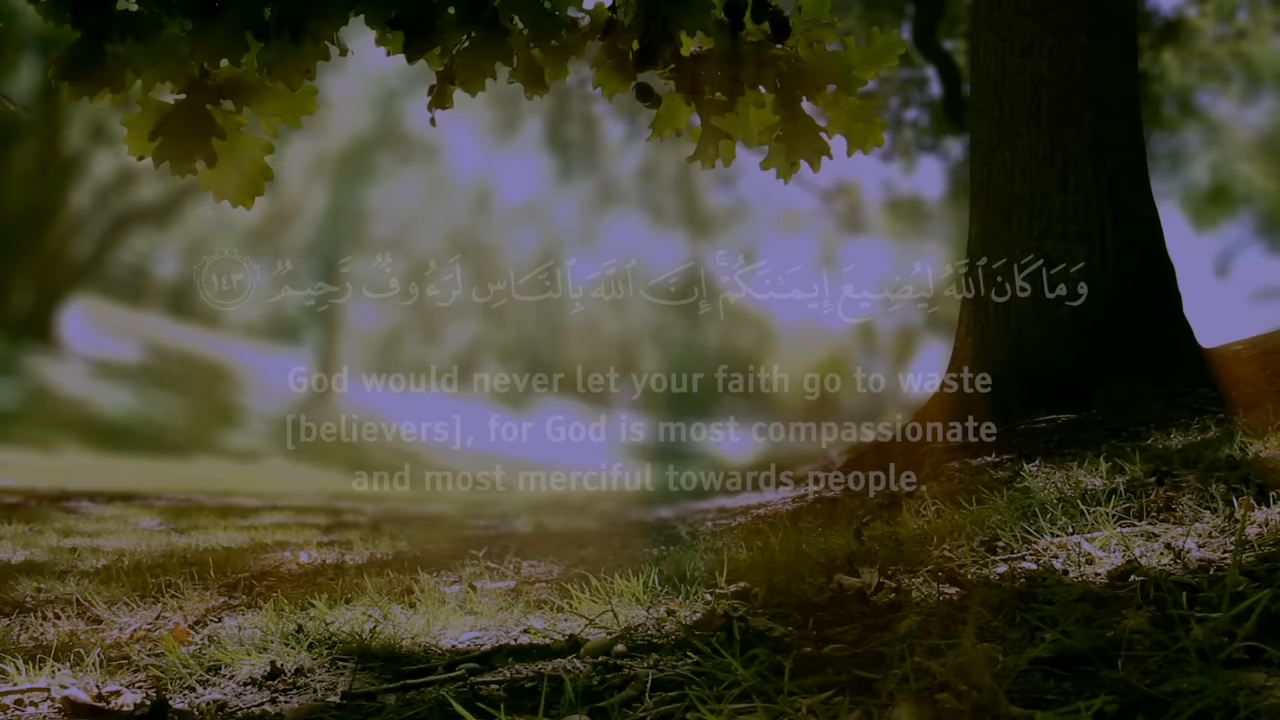 وَمَا كَانَ ٱللَّهُ لِيُضِيعَ إِيمَـٰنَكُمْ ۚ إِنَّ ٱللَّهَ بِٱلنَّاسِ لَرَءُوفٌ رَّحِيمٌ ١٤٣
God would never let your faith go to waste
[believers], for God is most compassionate
and most merciful towards people